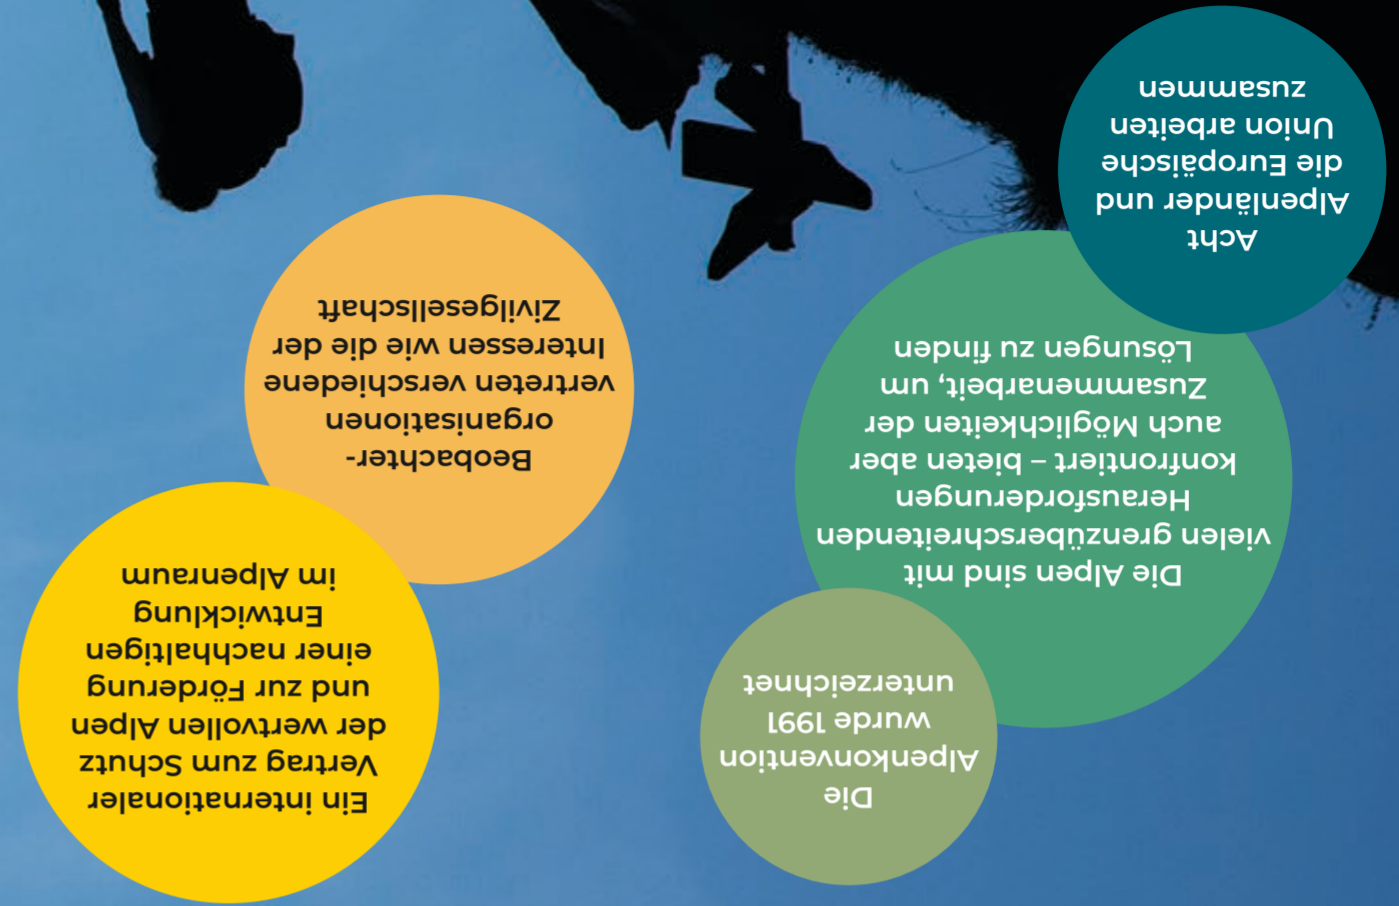 Die
Alpenkonvention
wurde 1991
unterzeichnet
Ein internationaler
Vertrag zum Schutz
der wertvollen Alpen
und zur Förderung
einer nachhaltigen
Entwicklung
im Alpenraum
Die Alpen sind mit
vielen grenzüberschreitenden
Herausforderungen
konfrontiert – bieten aber
auch Möglichkeiten der
Zusammenarbeit, um
Lösungen zu finden
Beobachter-
organisationen
vertreten verschiedene
Interessen wie die der
Zivilgesellschaft
Acht
Alpenländer und
die Europäische
Union arbeiten
zusammen